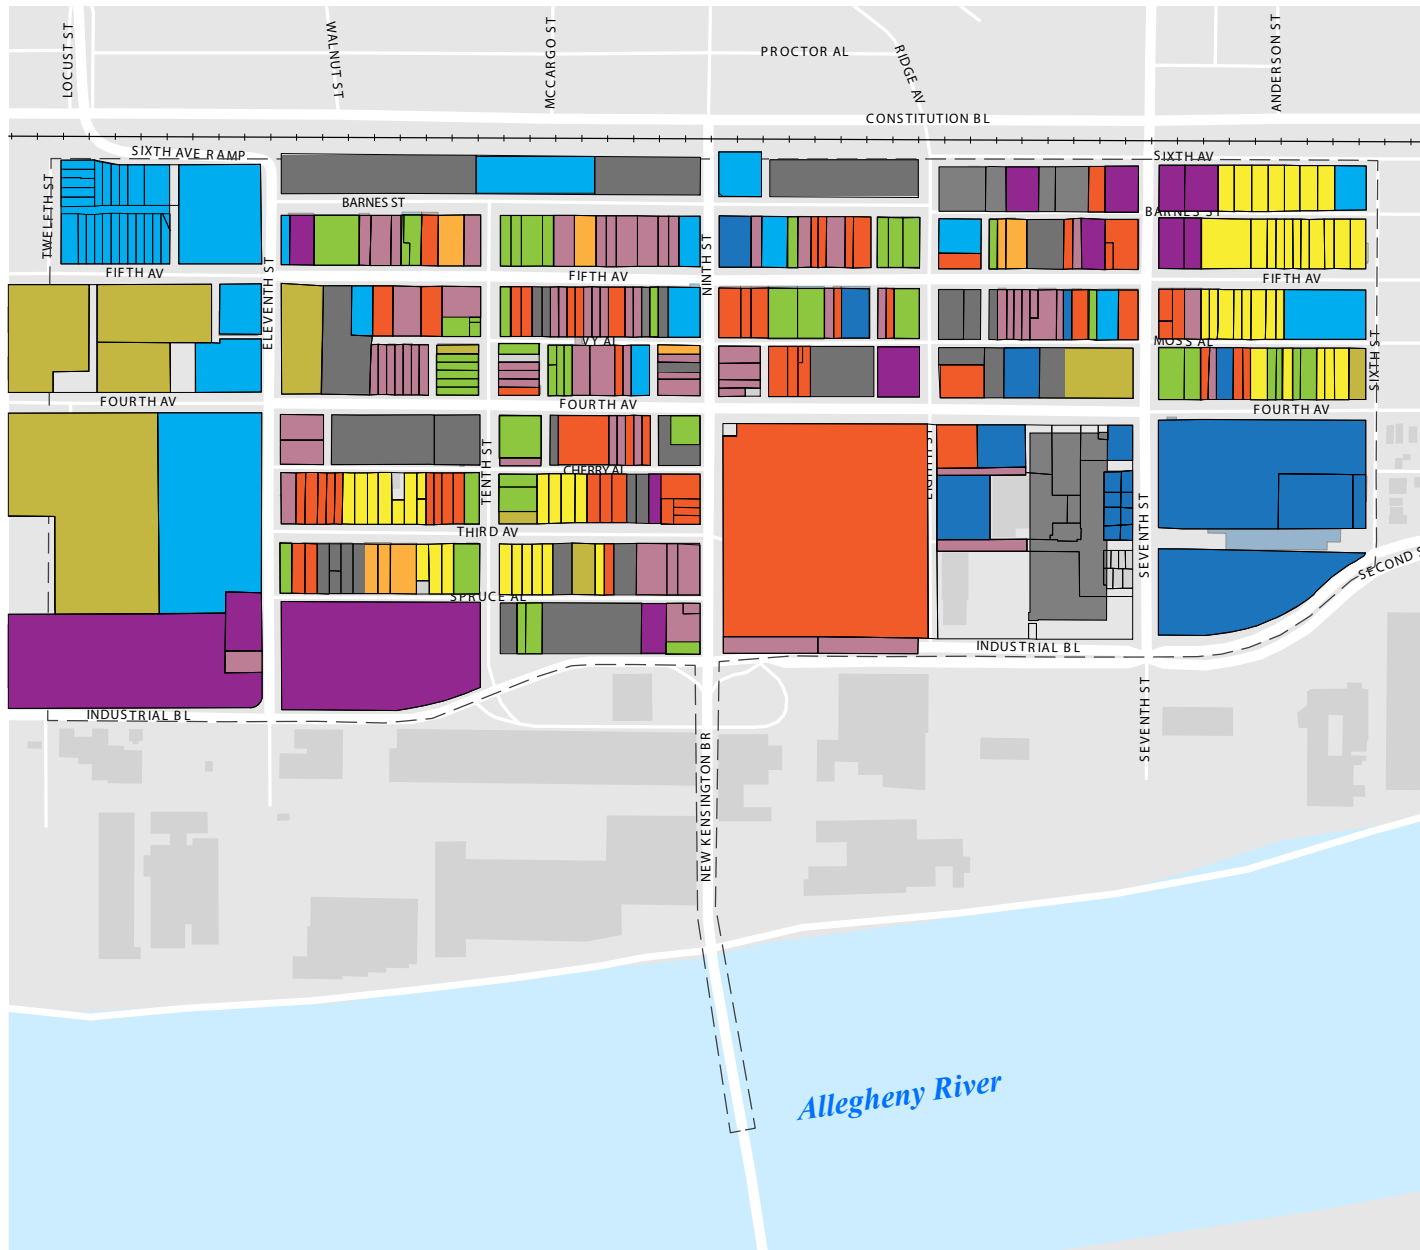 LOCUST ST
WALNUT ST
MCCARGO ST
PROCTOR AL
RIDGE AV
ANDERSON ST
CONSTITUTION BL
SIXTH AVE RAMP
SIXTH AV
TWELFTH ST
BARNES ST
BARNES ST
NINTH ST
FIFTH AV
FIFTH AV
FIFTH AV
ELEVENTH ST
VY AL
MOSS AL
SIXTH ST
FOURTH AV
FOURTH AV
FOURTH AV
TENTH ST
CHERRY AL
EIGHTH ST
THIRD AV
SEVENTH ST
SECOND S
SPRUCE AL
INDUSTRIAL BL
INDUSTRIAL BL
SEVENTH ST
NEW KENSINGTON BR
Allegheny River